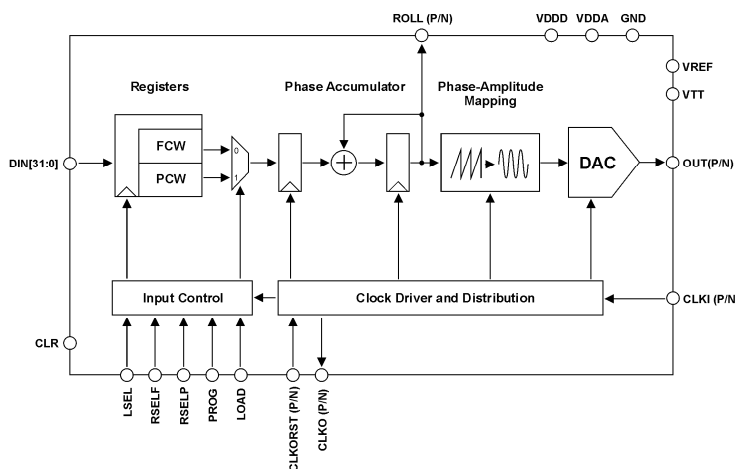 ROLL (P/N)
VDDD
VDDA
GND
VREF
VTT
Registers
Phase Accumulator
Phase-Amplitude
Mapping
DIN[31:0]
FCW
PCW
0
1
+
DAC
OUT(P/N)
Input Control
Clock Driver and Distribution
CLKI (P/N
CLR
LSEL
RSELF
RSELP
PROG
LOAD
CLKORST (P/N)
CLKO (P/N)